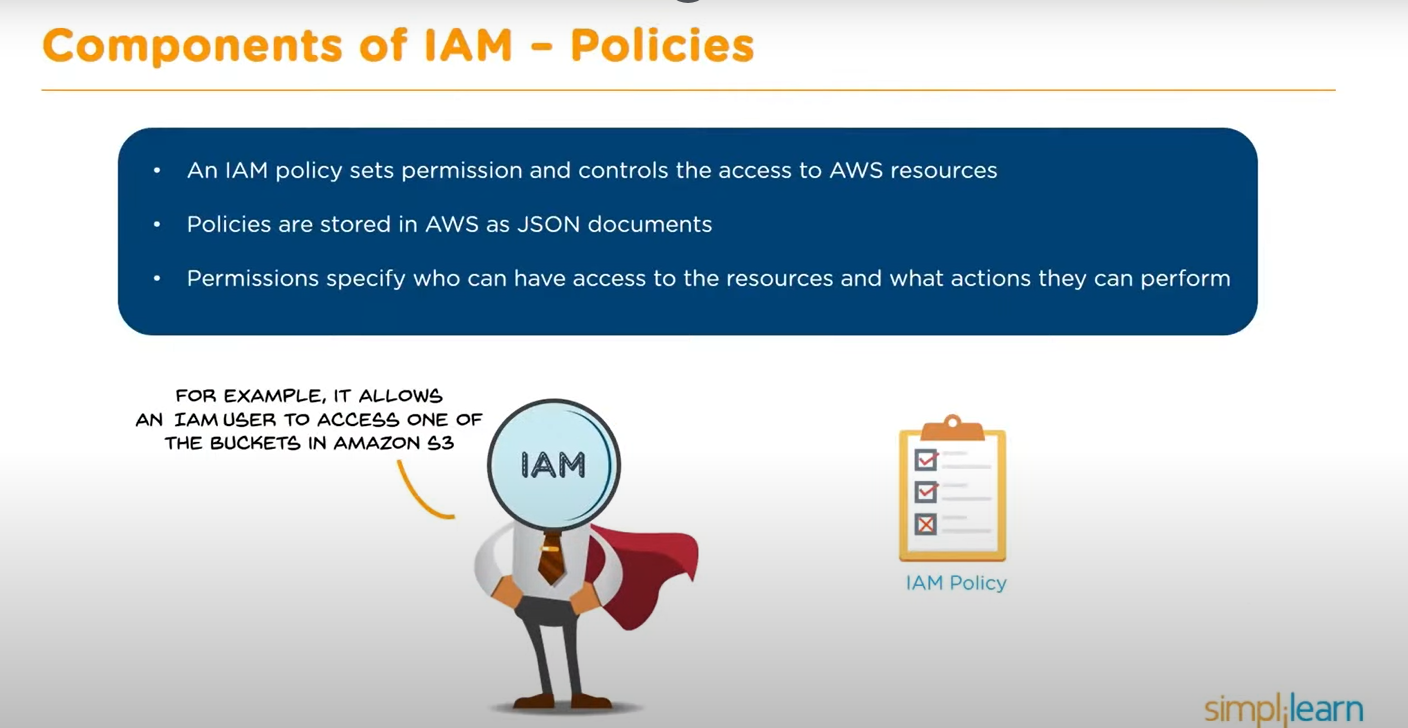 Components of IAM – Policies
• An IAM policy sets permission and controls the access to AWS resources
• Policies are stored in AWS as JSON documents
• Permissions specify who can have access to the resources and what actions they can perform
FOR EXAMPLE, IT ALLOWS
AN IAM USER TO ACCESS ONE OF
THE BUCKETS IN AMAZON S3
IAM
IAM Policy
simplilearn